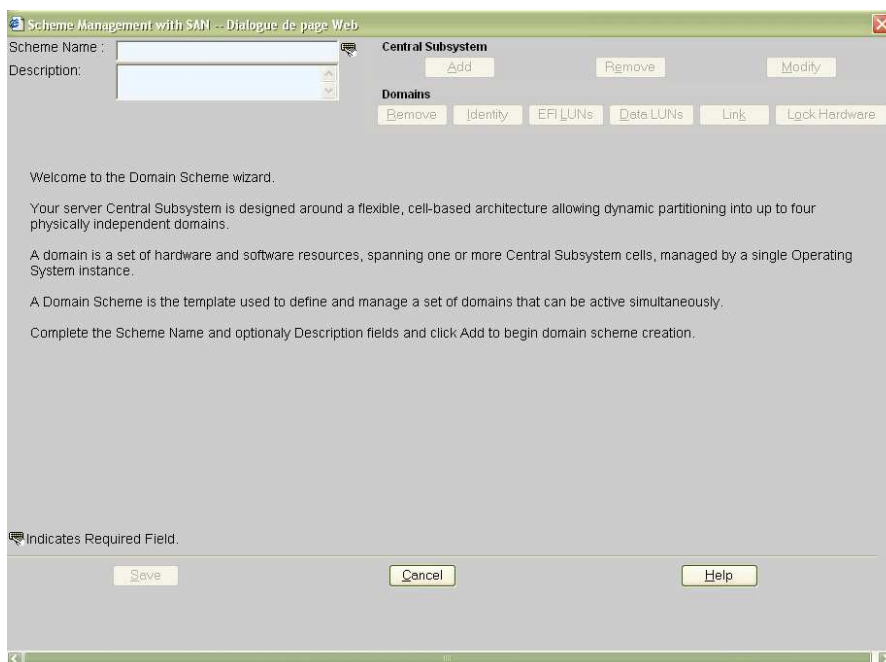 Scheme Management with SAN -- Dialogue de page Web
Scheme Name :
Description:
Central Subsystem
Add Remove Modify
Domains
Remove Identity EFI LUNs Data LUNs Link Lock Hardware
Welcome to the Domain Scheme wizard.
Your server Central Subsystem is designed around a flexible, cell-based architecture allowing dynamic partitioning into up to four
physically independent domains.
A domain is a set of hardware and software resources, spanning one or more Central Subsystem cells, managed by a single Operating
System instance.
A Domain Scheme is the template used to define and manage a set of domains that can be active simultaneously.
Complete the Scheme Name and optionaly Description fields and click Add to begin domain scheme creation.
Indicates Required Field.
Save Cancel Help